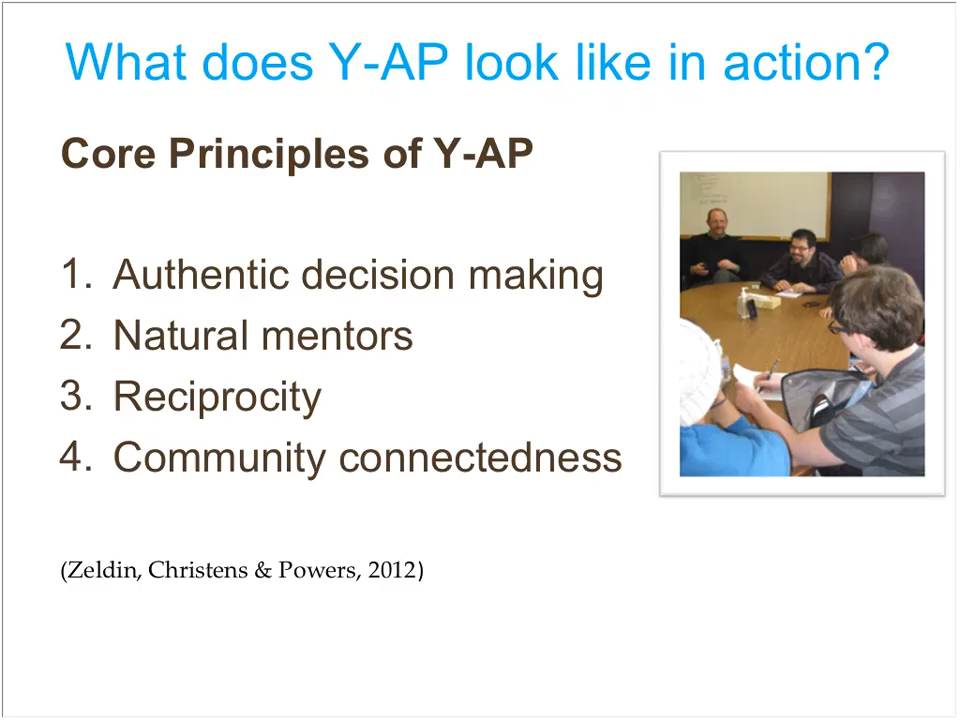 What does Y-AP look like in action?
Core Principles of Y-AP
1. Authentic decision making
2. Natural mentors
3. Reciprocity
4. Community connectedness
(Zeldin, Christens & Powers, 2012)